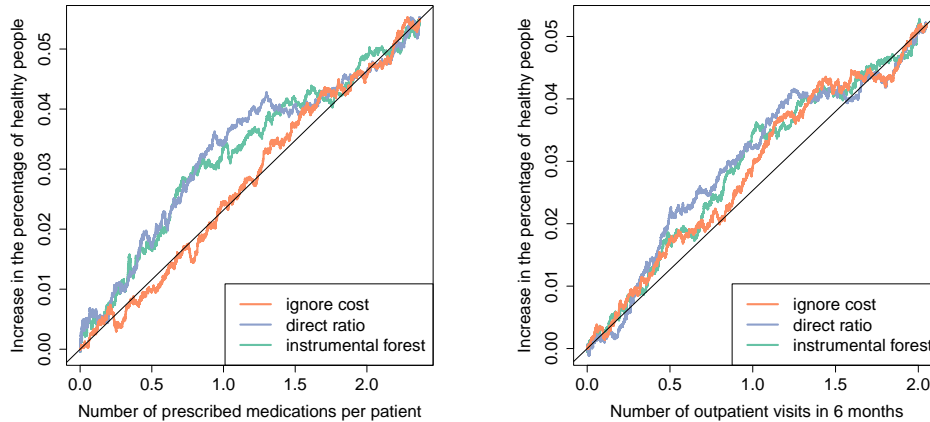 Increase in the percentage of healthy people
0.00 0.01 0.02 0.03 0.04 0.05
ignore cost
direct ratio
instrumental forest
0.0 0.5 1.0 1.5 2.0
Number of prescribed medications per patient
Increase in the percentage of healthy people
0.00 0.01 0.02 0.03 0.04 0.05
ignore cost
direct ratio
instrumental forest
0.0 0.5 1.0 1.5 2.0
Number of outpatient visits in 6 months